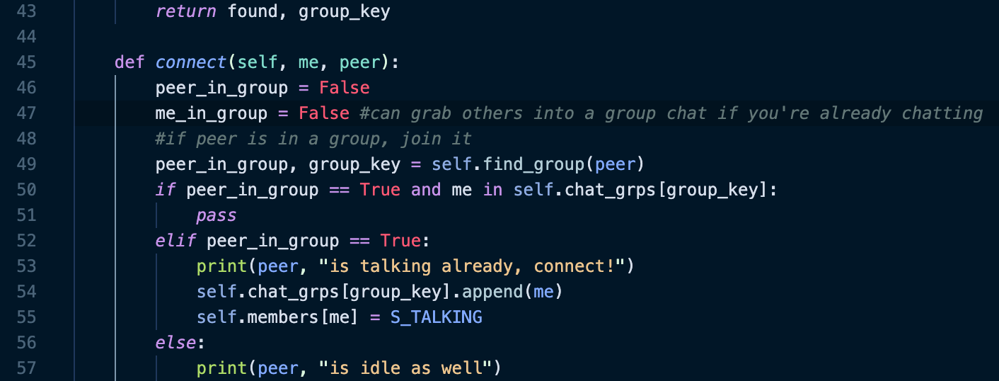 43 return found, group_key
44
45 def connect(self, me, peer):
46 peer_in_group = False
47 me_in_group = False #can grab others into a group chat if you're already chatting
48 #if peer is in a group, join it
49 peer_in_group, group_key = self.find_group(peer)
50 if peer_in_group == True and me in self.chat_grps[group_key]:
51 pass
52 elif peer_in_group == True:
53 print(peer, "is talking already, connect!")
54 self.chat_grps[group_key].append(me)
55 self.members[me] = S_TALKING
56 else:
57 print(peer, "is idle as well")